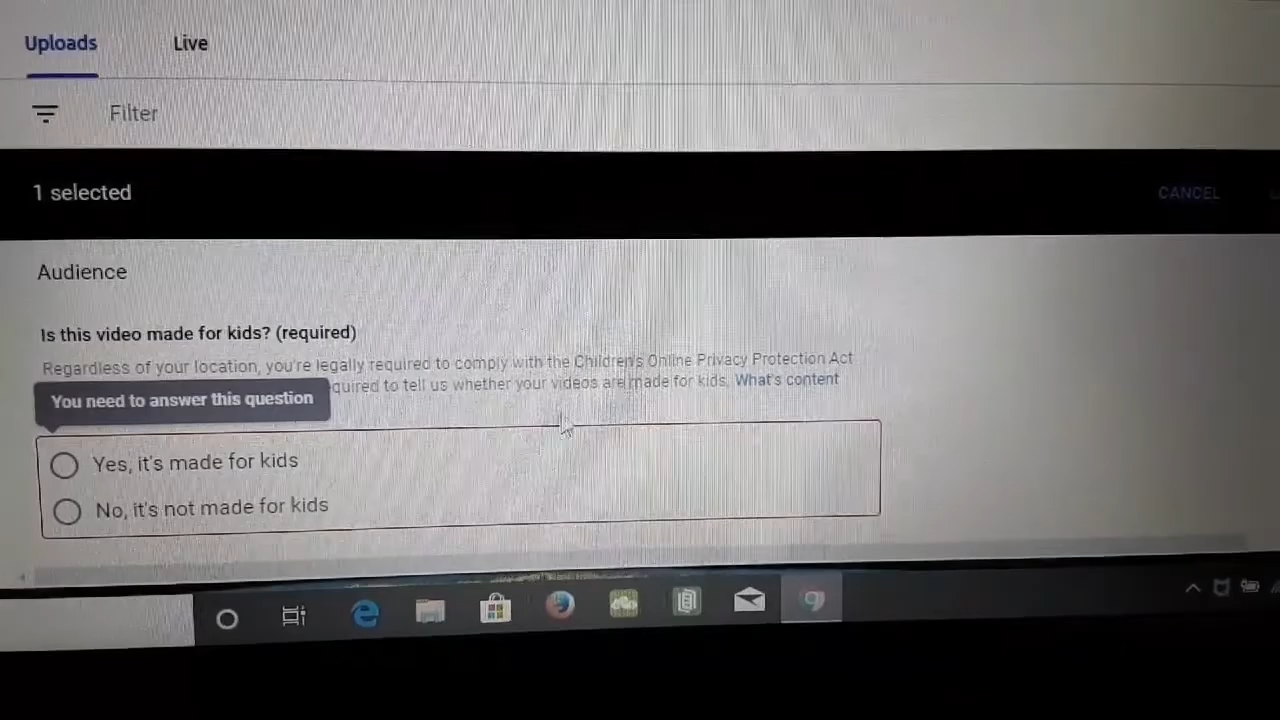 Uploads Live
Filter
1 selected CANCEL
Audience
Is this video made for kids? (required)
Regardless of your location, you're legally required to comply with the Children's Online Privacy Protection Act
quired to tell us whether your videos are made for kids. What's content
You need to answer this question
Yes, it's made for kids
No, it's not made for kids